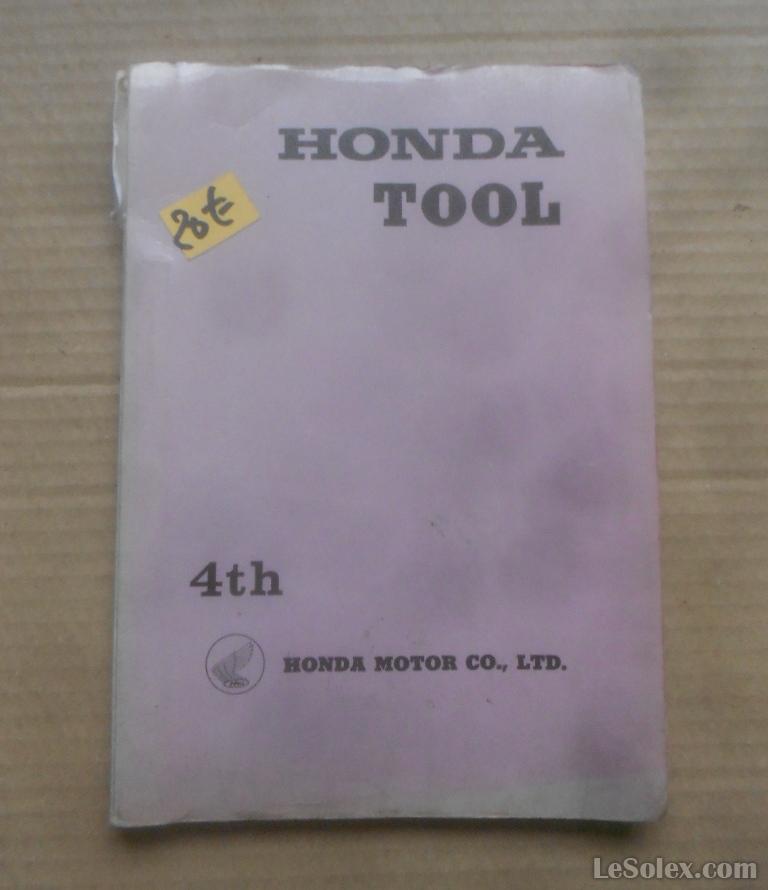 HONDA
TOOL
20 €
4th
HONDA MOTOR CO., LTD.
LeSolex.com